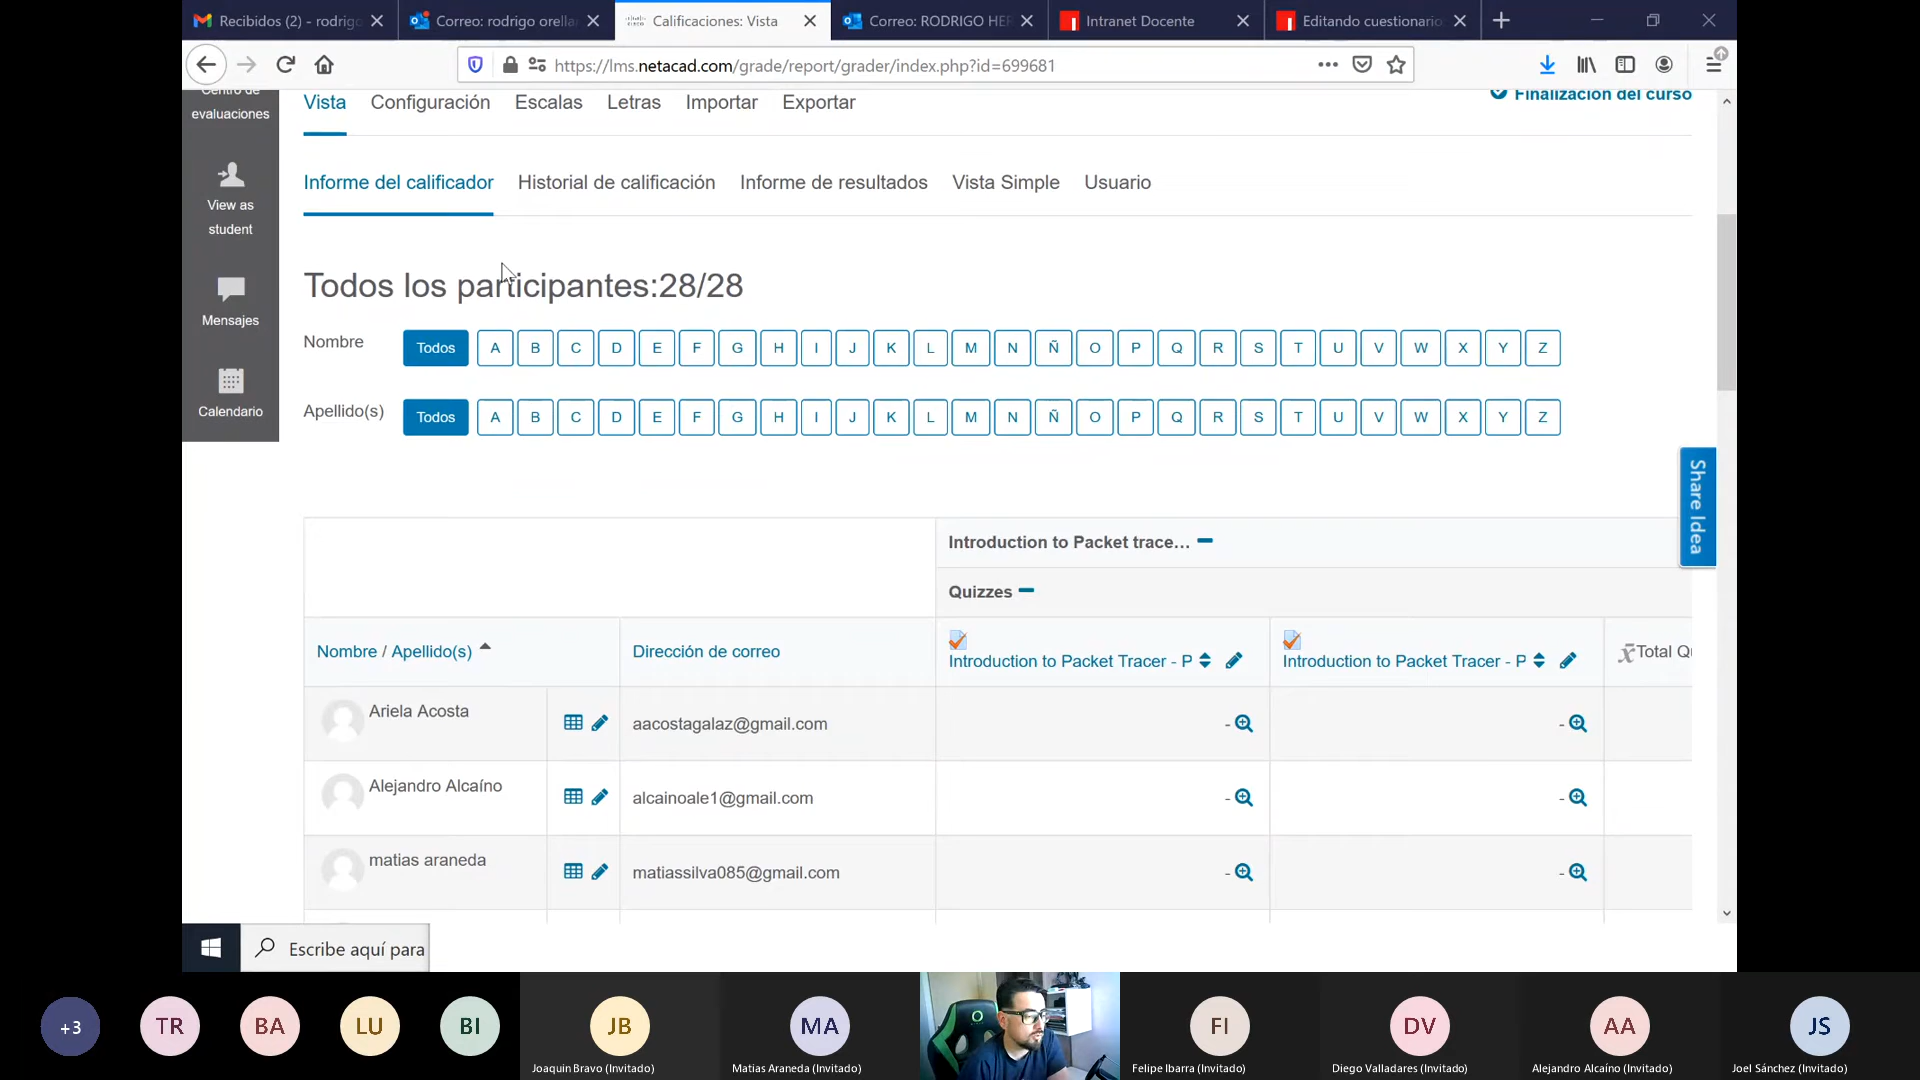 Recibidos (2) - rodrigo
Correo: rodrigo orella
Calificaciones: Vista
Correo: RODRIGO HER
Intranet Docente
Editando cuestionario
https://lms.netacad.com/grade/report/grader/index.php?id=699681
Centro de
evaluaciones
View as
student
Mensajes
Calendario
Vista Configuración Escalas Letras Importar Exportar
Finalización del curso
Informe del calificador Historial de calificación Informe de resultados Vista Simple Usuario
Todos los participantes:28/28
Nombre Todos A B C D E F G H I J K L M N Ñ O P Q R S T U V W X Y Z
Apellido(s) Todos A B C D E F G H I J K L M N Ñ O P Q R S T U V W X Y Z
Share Idea
Introduction to Packet trace...
Quizzes
Nombre / Apellido(s) Dirección de correo Introduction to Packet Tracer - P Introduction to Packet Tracer - P Total Qu
Ariela Acosta aacostagalaz@gmail.com - -
Alejandro Alcaíno alcainoale1@gmail.com - -
matias araneda matiassilva085@gmail.com - -
Escribe aquí para
+3 TR BA LU BI JB MA FI DV AA JS
Joaquin Bravo (Invitado) Matias Araneda (Invitado) Felipe Ibarra (Invitado) Diego Valladares (Invitado) Alejandro Alcaíno (Invitado) Joel Sánchez (Invitado)